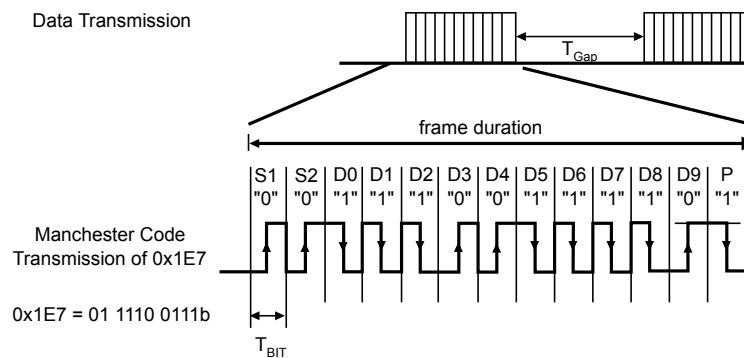 Data Transmission
T_Gap
frame duration
S1 S2 D0 D1 D2 D3 D4 D5 D6 D7 D8 D9 P
"0" "0" "1" "1" "1" "0" "0" "1" "1" "1" "1" "0" "1"
Manchester Code
Transmission of 0x1E7
0x1E7 = 01 1110 0111b
T_BIT